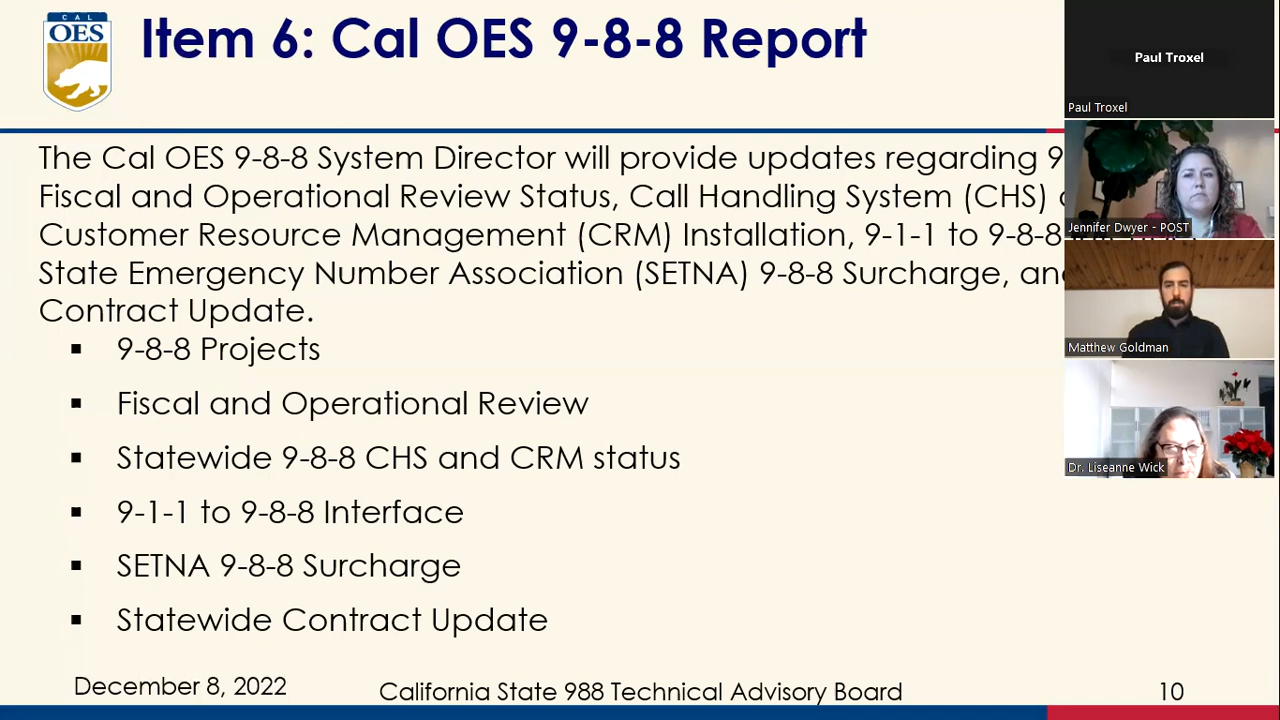 CAL
OES
Item 6: Cal OES 9-8-8 Report
The Cal OES 9-8-8 System Director will provide updates regarding 9
Fiscal and Operational Review Status, Call Handling System (CHS)
Customer Resource Management (CRM) Installation, 9-1-1 to 9-8-8
State Emergency Number Association (SETNA) 9-8-8 Surcharge, and
Contract Update.
▪ 9-8-8 Projects
▪ Fiscal and Operational Review
▪ Statewide 9-8-8 CHS and CRM status
▪ 9-1-1 to 9-8-8 Interface
▪ SETNA 9-8-8 Surcharge
▪ Statewide Contract Update
December 8, 2022
California State 988 Technical Advisory Board
10
Paul Troxel
Paul Troxel
Jennifer Dwyer - POST
Matthew Goldman
Dr. Liseanne Wick